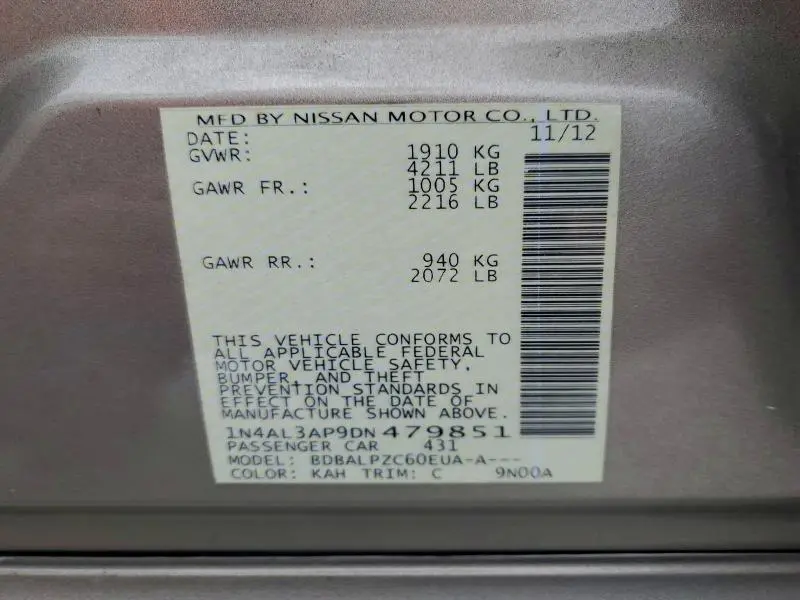 MFD BY NISSAN MOTOR CO., LTD.
DATE: 11/12
GVWR: 1910 KG
4211 LB
GAWR FR.: 1005 KG
2216 LB
GAWR RR.: 940 KG
2072 LB
THIS VEHICLE CONFORMS TO
ALL APPLICABLE FEDERAL
MOTOR VEHICLE SAFETY,
BUMPER, AND THEFT
PREVENTION STANDARDS IN
EFFECT ON THE DATE OF
MANUFACTURE SHOWN ABOVE.
1N4AL3AP9DN479851
PASSENGER CAR 431
MODEL: BDBALPZC60EUA-A---
COLOR: KAH TRIM: C 9N00A